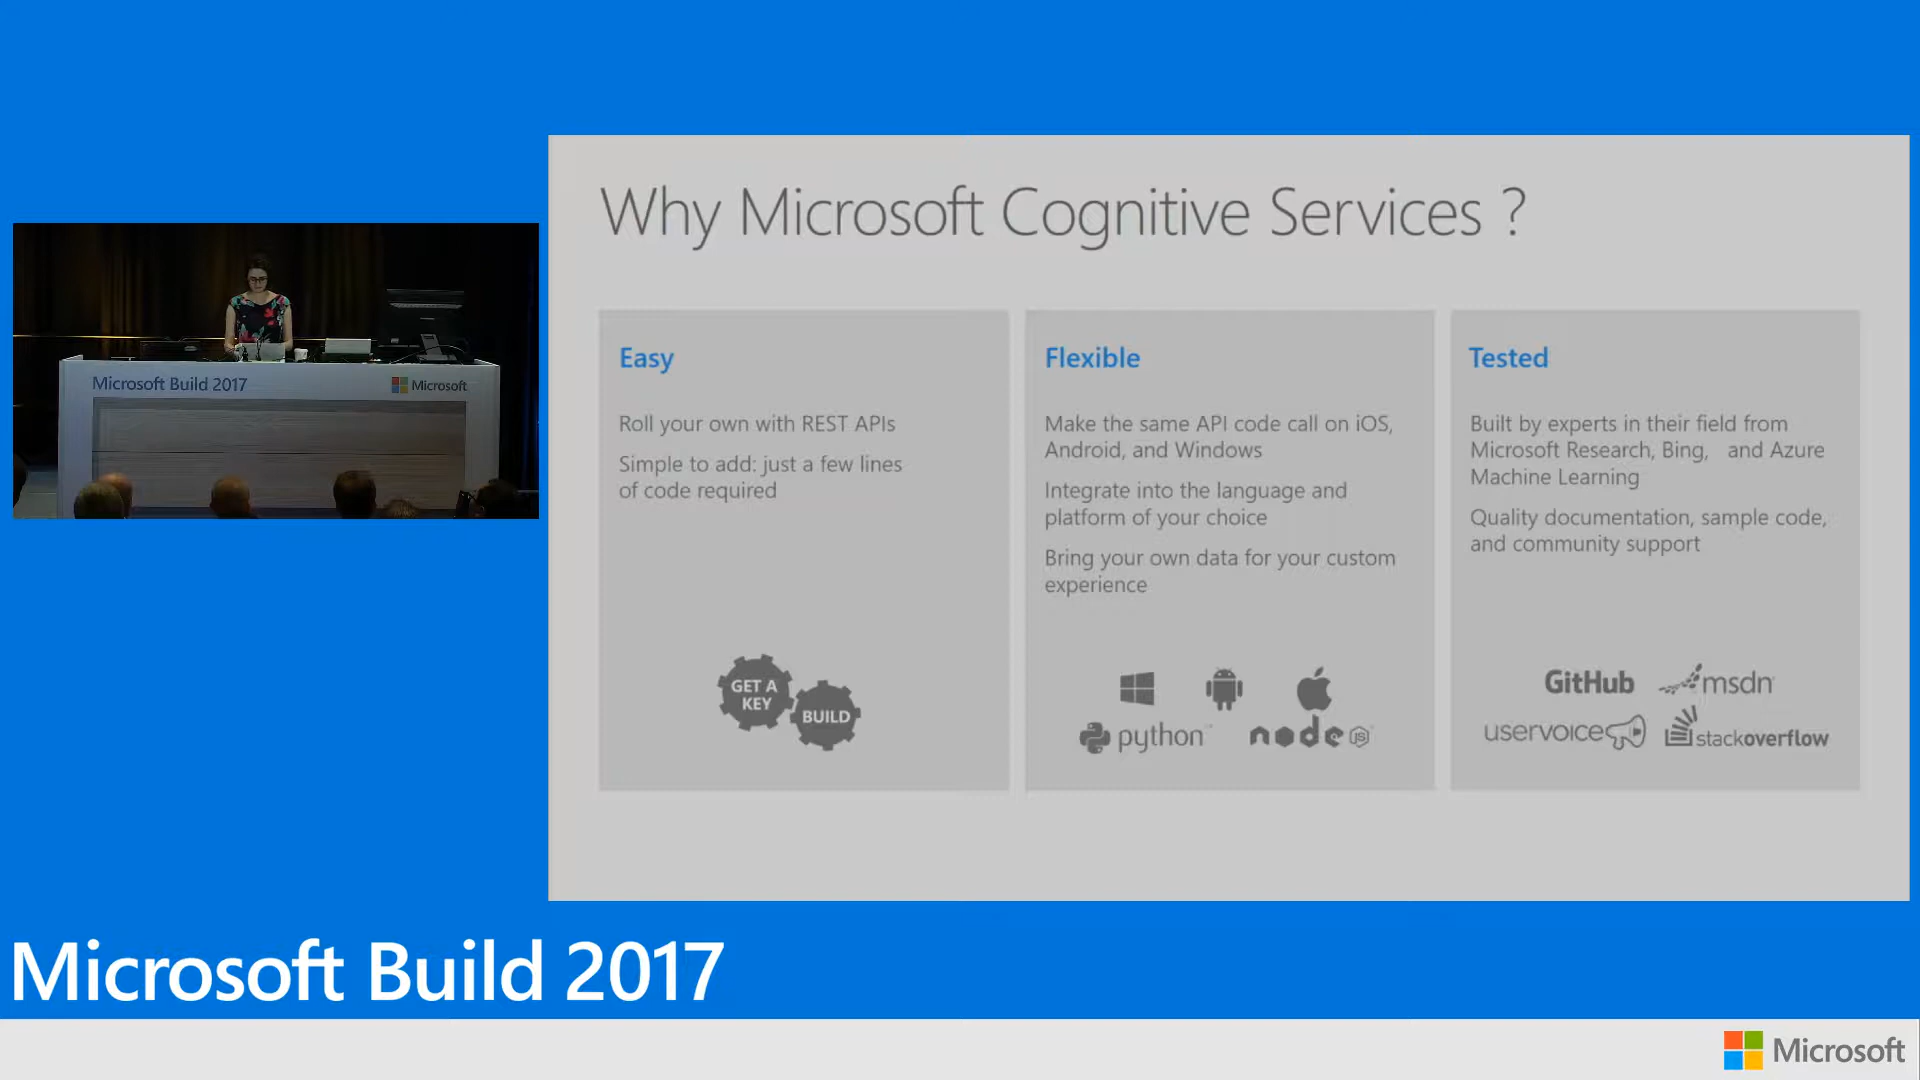 Why Microsoft Cognitive Services ?
Easy
Roll your own with REST APIs
Simple to add: just a few lines
of code required
GET A
KEY
BUILD
Flexible
Make the same API code call on iOS,
Android, and Windows
Integrate into the language and
platform of your choice
Bring your own data for your custom
experience
python
node JS
Tested
Built by experts in their field from
Microsoft Research, Bing, and Azure
Machine Learning
Quality documentation, sample code,
and community support
GitHub msdn
uservoice stackoverflow
Microsoft Build 2017 Microsoft
Microsoft Build 2017
Microsoft